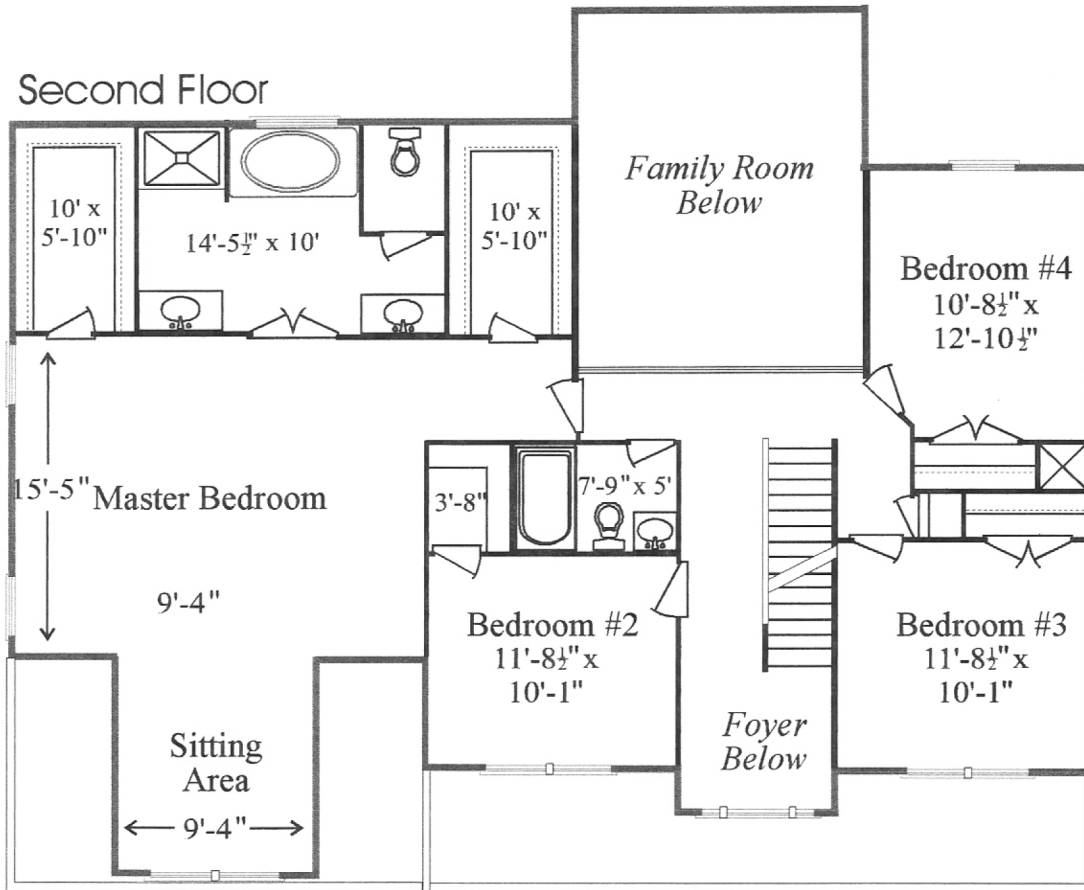 Second Floor
Family Room
Below
10' x
5'-10"
14'-5½" x 10'
10' x
5'-10"
Bedroom #4
10'-8½" x
12'-10½"
15'-5"
Master Bedroom
3'-8"
7'-9" x 5'
9'-4"
Bedroom #2
11'-8½" x
10'-1"
Bedroom #3
11'-8½" x
10'-1"
Sitting
Area
9'-4"
Foyer
Below